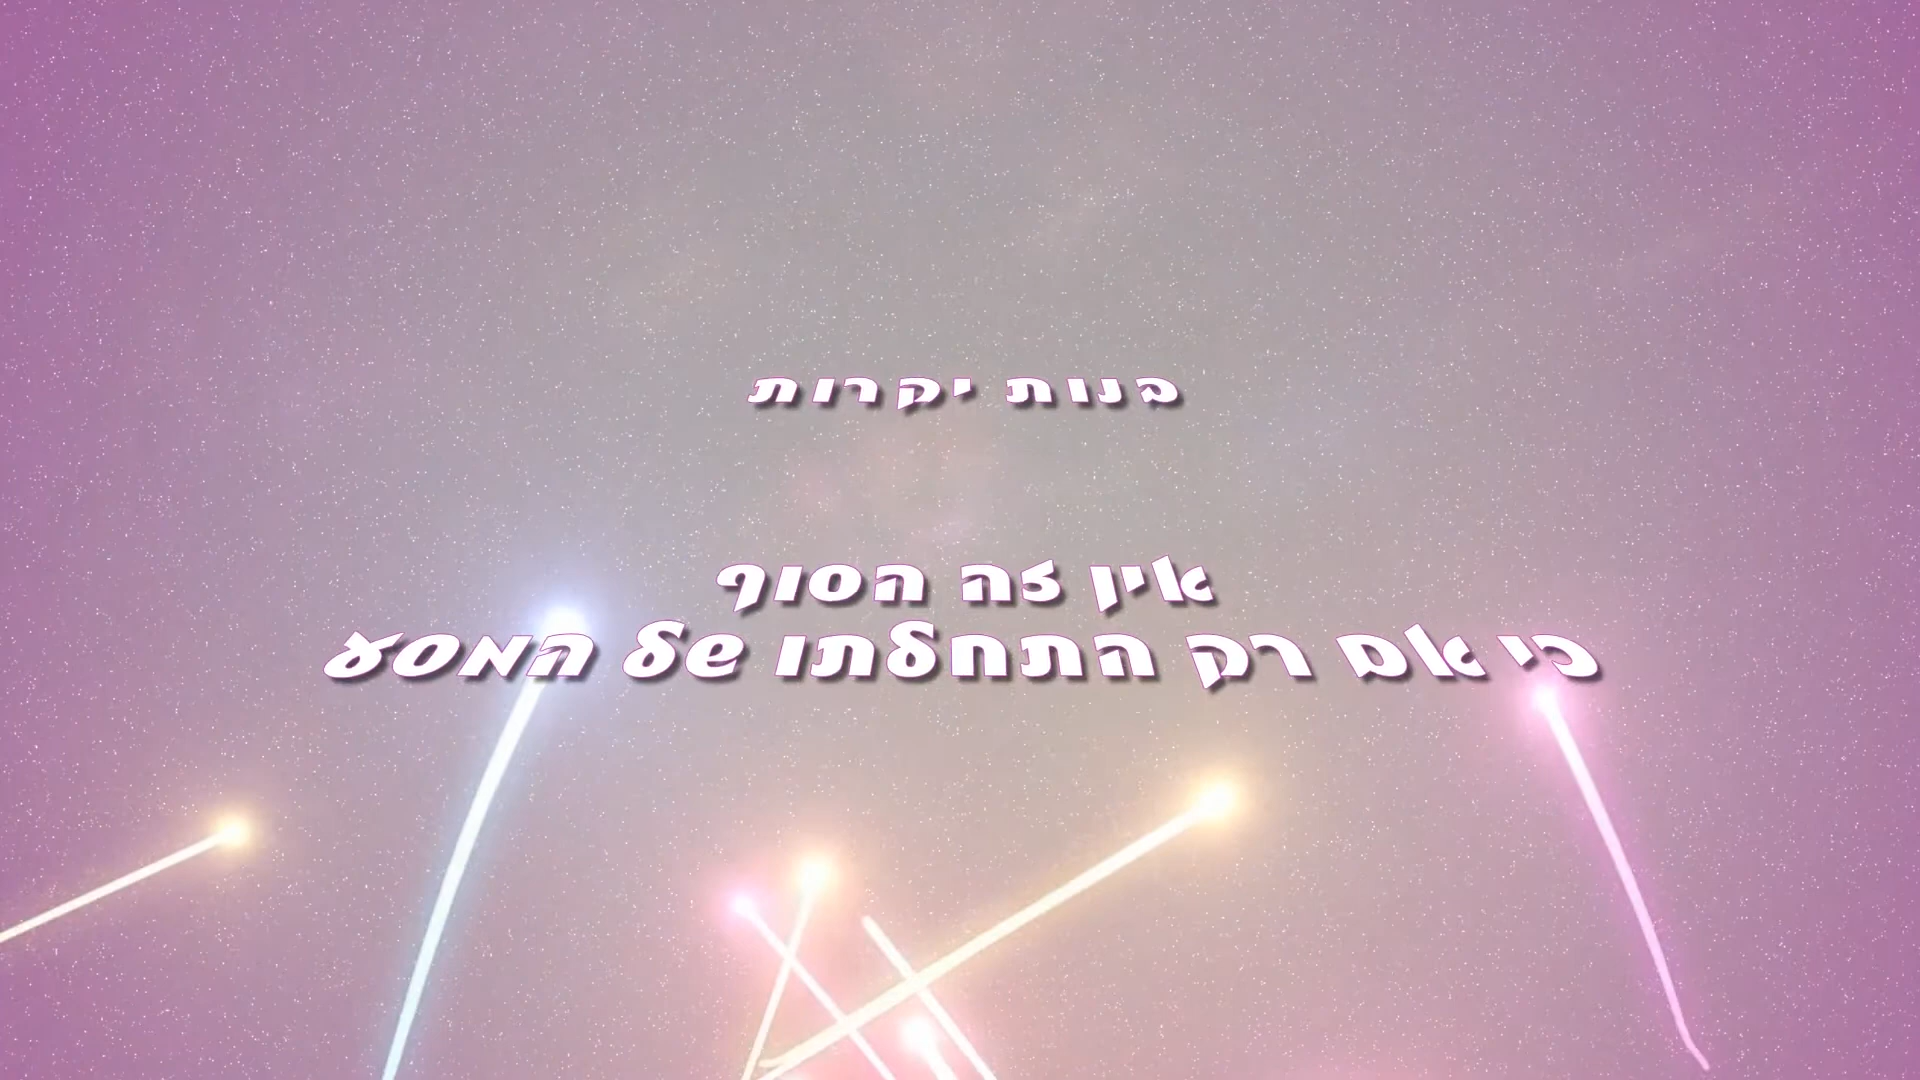 בנות יקרות
אין זה הסוף
כי אם רק התחלתו של המסע